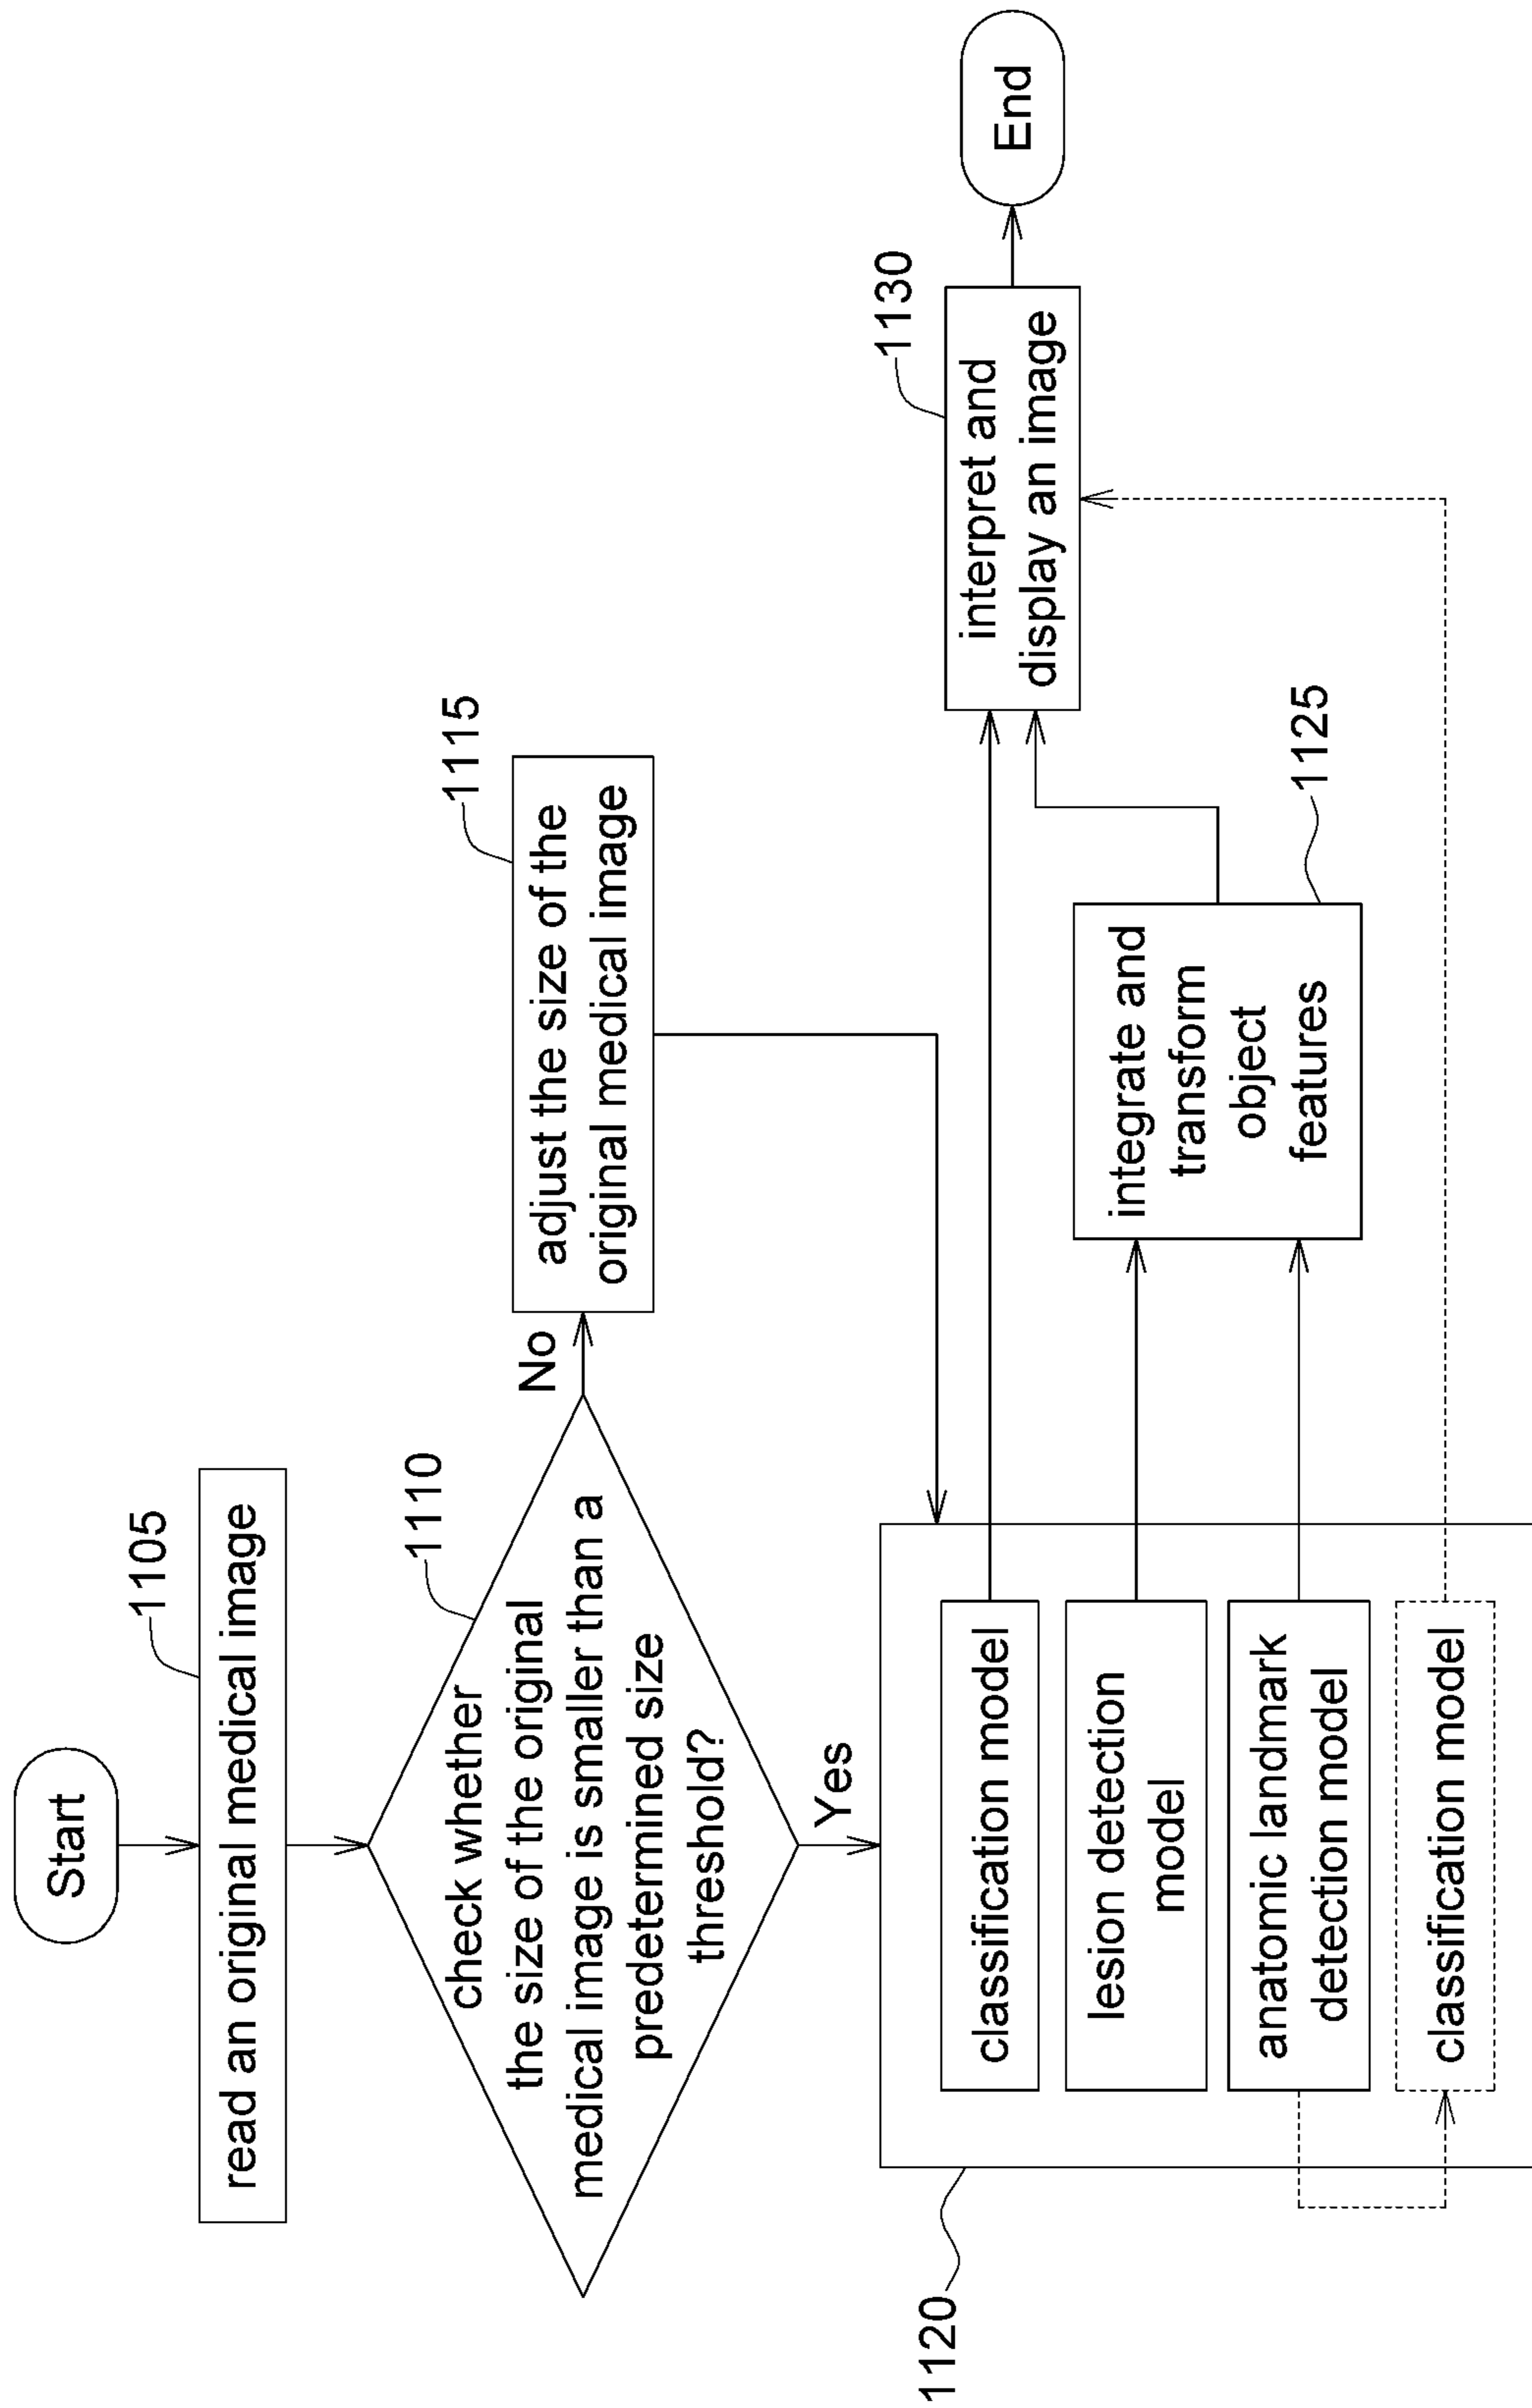 Start
1105
read an original medical image
1110
check whether
the size of the original
medical image is smaller than a
predetermined size
threshold?
No
1115
adjust the size of the
original medical image
Yes
1120
classification model
lesion detection
model
anatomic landmark
detection model
classification model
integrate and
transform
object
features
1125
1130
interpret and
display an image
End